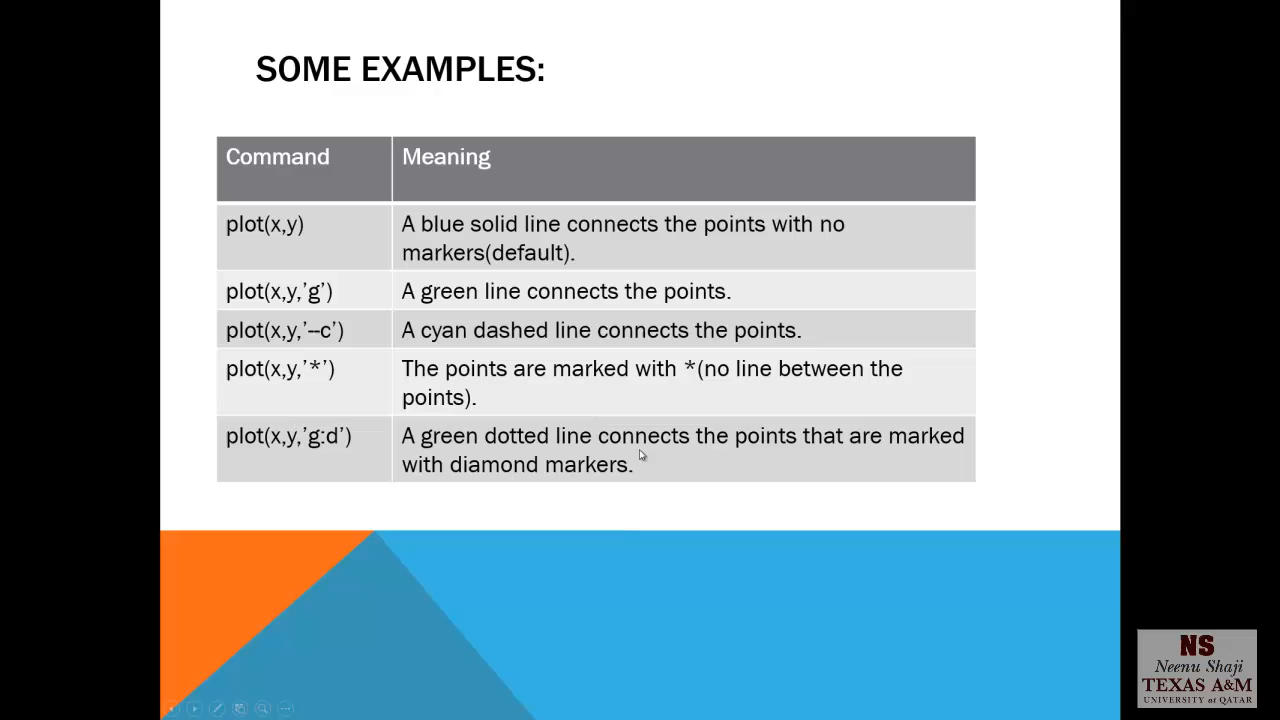 SOME EXAMPLES:
Command
Meaning
plot(x,y)
A blue solid line connects the points with no
markers(default).
plot(x,y,’g’)
A green line connects the points.
plot(x,y,’--c’)
A cyan dashed line connects the points.
plot(x,y,’*’)
The points are marked with *(no line between the
points).
plot(x,y,’g:d’)
A green dotted line connects the points that are marked
with diamond markers.
NS
Neenu Shaji
TEXAS A&M
UNIVERSITY at QATAR